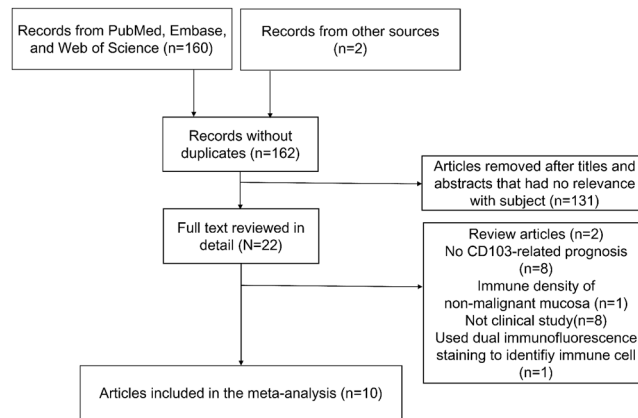 Records from PubMed, Embase,
and Web of Science (n=160)
Records from other sources
(n=2)
Records without
duplicates (n=162)
Articles removed after titles and
abstracts that had no relevance
with subject (n=131)
Full text reviewed in
detail (N=22)
Review articles (n=2)
No CD103-related prognosis
(n=8)
Immune density of
non-malignant mucosa (n=1)
Not clinical study(n=8)
Used dual immunofluorescence
staining to identifiy immune cell
(n=1)
Articles included in the meta-analysis (n=10)